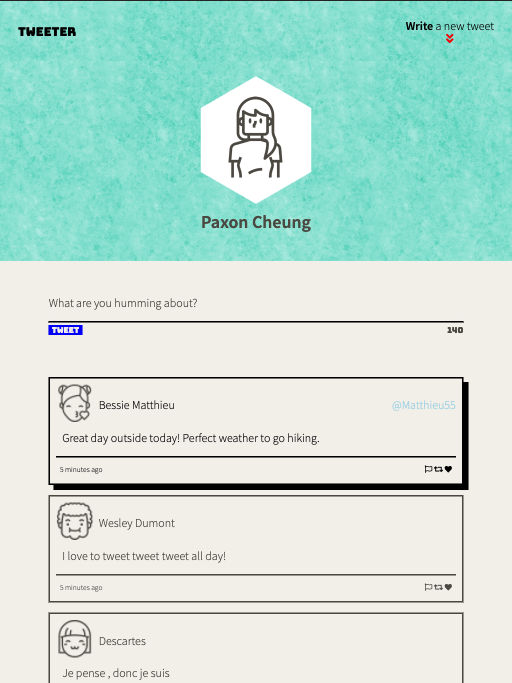 TWEETER
Write a new tweet
Paxon Cheung
What are you humming about?
TWEET
140
Bessie Matthieu
@Matthieu55
Great day outside today! Perfect weather to go hiking.
5 minutes ago
Wesley Dumont
I love to tweet tweet tweet all day!
5 minutes ago
Descartes
Je pense , donc je suis